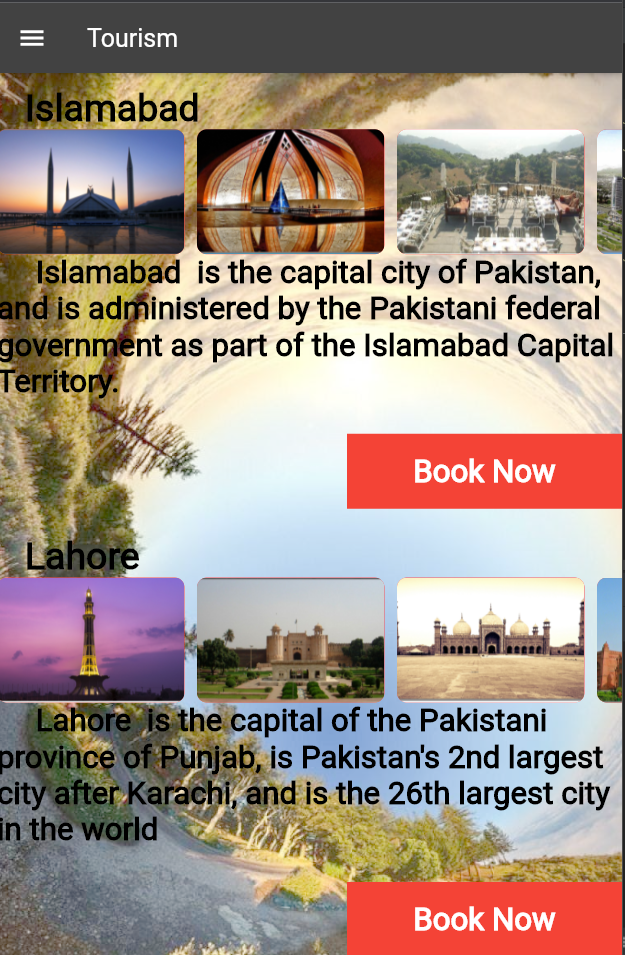 Tourism
Islamabad
Islamabad  is the capital city of Pakistan,
and is administered by the Pakistani federal
government as part of the Islamabad Capital
Territory.
Book Now
Lahore
Lahore  is the capital of the Pakistani
province of Punjab, is Pakistan's 2nd largest
city after Karachi, and is the 26th largest city
in the world
Book Now